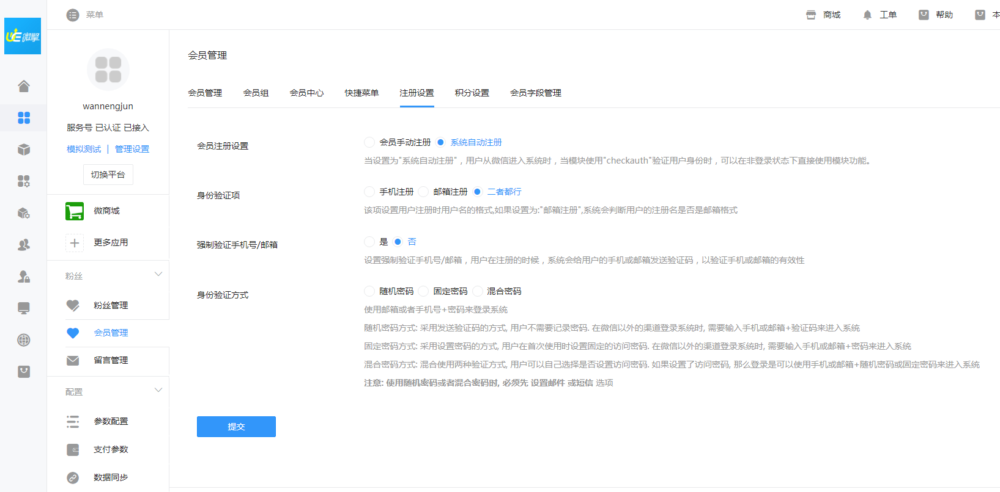 菜单
商城
工单
帮助
本
微擎
wannengjun
服务号 已认证 已接入
模拟测试 | 管理设置
切换平台
微商城
更多应用
粉丝
粉丝管理
会员管理
留言管理
配置
参数配置
支付参数
数据同步
会员管理
会员管理 会员组 会员中心 快捷菜单 注册设置 积分设置 会员字段管理
会员注册设置
会员手动注册 系统自动注册
当设置为"系统自动注册"，用户从微信进入系统时，当模块使用"checkauth"验证用户身份时，可以在非登录状态下直接使用模块功能。
身份验证项
手机注册 邮箱注册 二者都行
该项设置用户注册时用户名的格式,如果设置为:"邮箱注册",系统会判断用户的注册名是否是邮箱格式
强制验证手机号/邮箱
是 否
设置强制验证手机号/邮箱，用户在注册的时候，系统会给用户的手机或邮箱发送验证码，以验证手机或邮箱的有效性
身份验证方式
随机密码 固定密码 混合密码
使用邮箱或者手机号+密码来登录系统
随机密码方式: 采用发送验证码的方式, 用户不需要记录密码. 在微信以外的渠道登录系统时, 需要输入手机或邮箱+验证码来进入系统
固定密码方式: 采用设置密码的方式, 用户在首次使用时设置固定的访问密码. 在微信以外的渠道登录系统时, 需要输入手机或邮箱+密码来进入系统
混合密码方式: 混合使用两种验证方式, 用户可以自己选择是否设置访问密码. 如果设置了访问密码, 那么登录是可以使用手机或邮箱+随机密码或固定密码来进入系统
注意: 使用随机密码或者混合密码时, 必须先 设置邮件 或短信 选项
提交